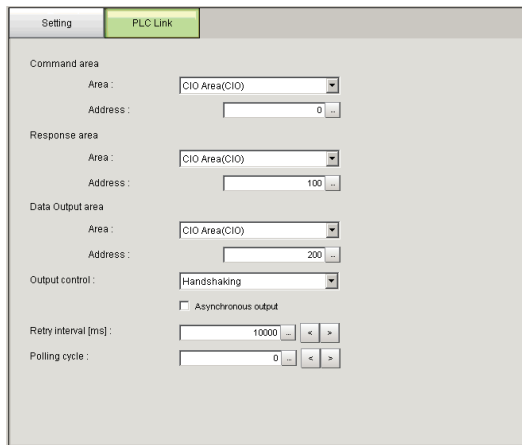 Setting PLC Link
Command area
Area : CIO Area(CIO)
Address : 0 ...
Response area
Area : CIO Area(CIO)
Address : 100 ...
Data Output area
Area : CIO Area(CIO)
Address : 200 ...
Output control : Handshaking
Asynchronous output
Retry interval [ms] : 10000 ... < >
Polling cycle : 0 ... < >